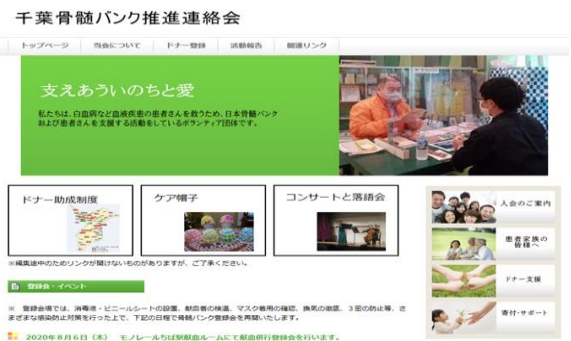 千葉骨髄バンク推進連絡会
トップページ 当会について ドナー登録 活動報告 関連リンク
支えあういのちと愛
私たちは、白血病など血液疾患の患者さんを救うため、日本骨髄バンク
および患者さんを支援する活動をしているボランティア団体です。
ドナー助成制度 ケア帽子 コンサートと落語会
入会のご案内
患者家族の
皆様へ
ドナー支援
寄付・サポート
※編集途中のためリンクが開けないものがありますが、ご了承ください。
登録会・イベント
※ 登録会場では、消毒液・ビニールシートの設置、献血者の検温、マスク着用の確認、換気の徹底、３密の防止等、さ
まざまな感染防止対策を行った上で、下記の日程で骨髄バンク登録会を再開いたします。
2020年8月6日（木） モノレールちば駅献血ルームにて献血併行登録会を行います。